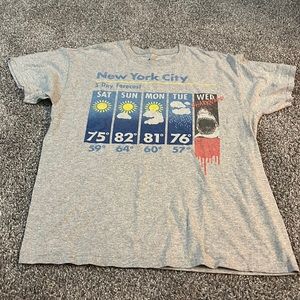 New York City
5-Day Forecast
SAT SUN MON TUE WED
75° 82° 81° 76°
59° 64° 60° 57°